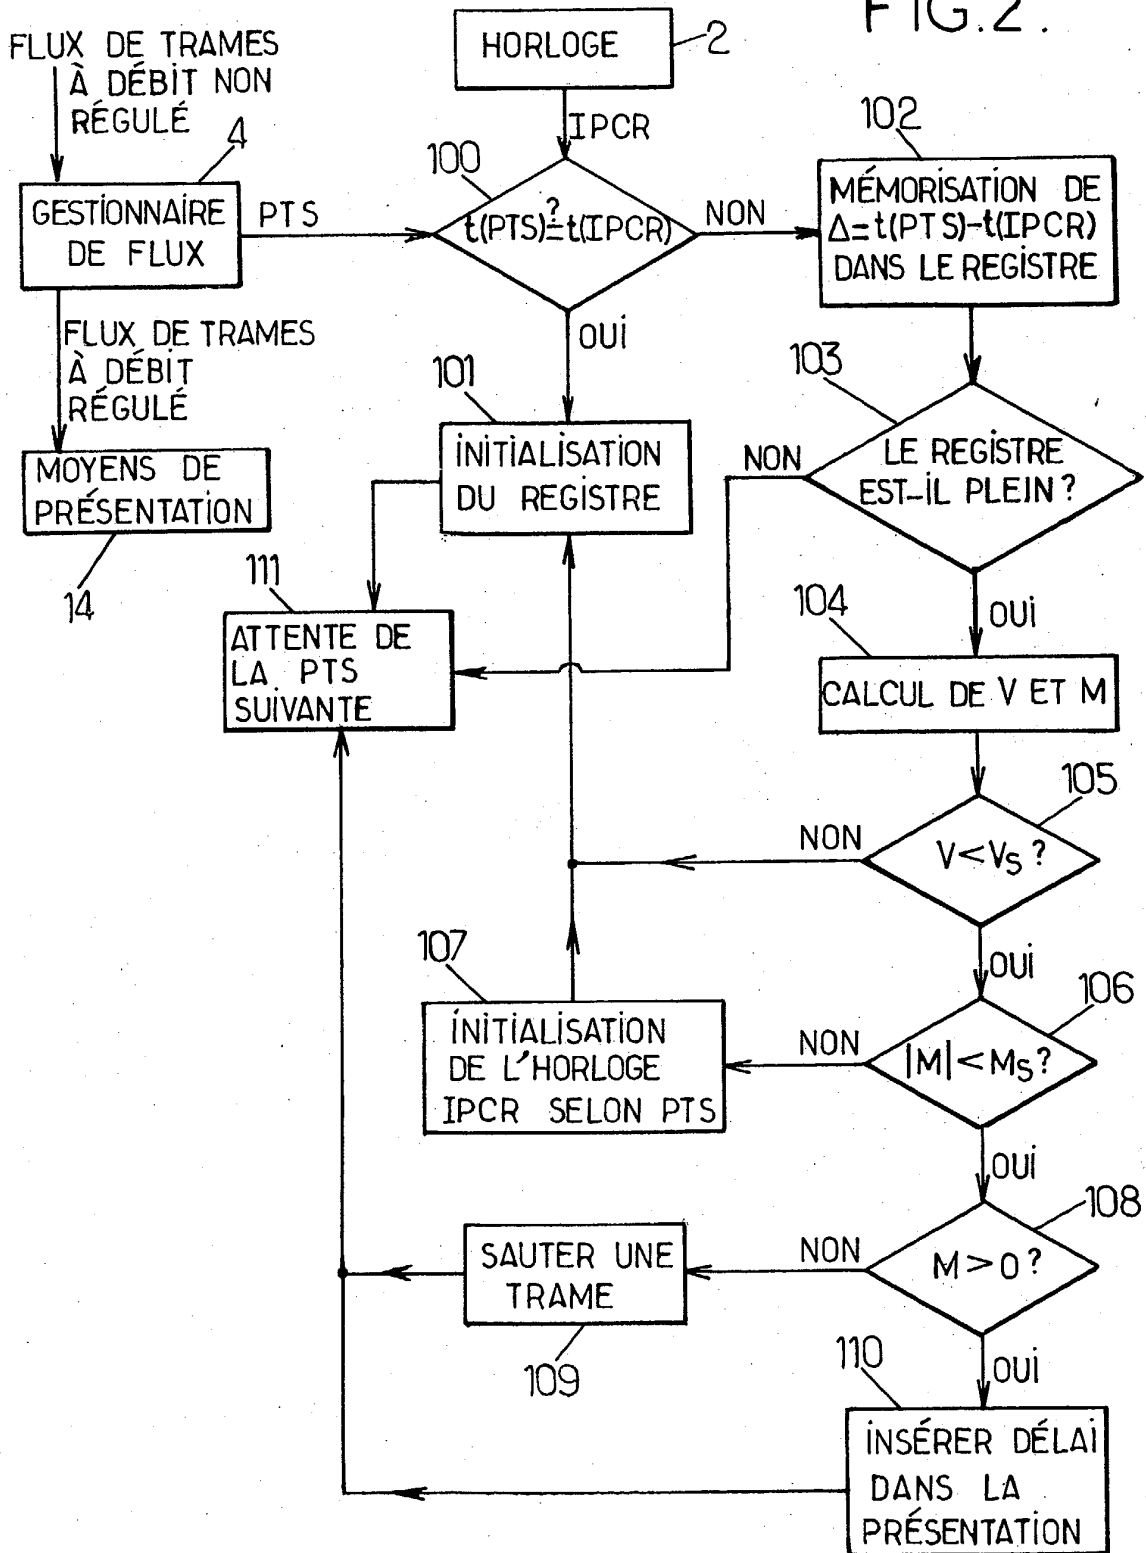 FIG.2.
FLUX DE TRAMES
À DÉBIT NON
RÉGULÉ
HORLOGE
2
IPCR
4
100
102
GESTIONNAIRE
DE FLUX
PTS
t(PTS)≟t(IPCR)
NON
MÉMORISATION DE
Δ=t(PTS)-t(IPCR)
DANS LE REGISTRE
FLUX DE TRAMES
À DÉBIT
RÉGULÉ
OUI
101
103
MOYENS DE
PRÉSENTATION
14
INITIALISATION
DU REGISTRE
NON
LE REGISTRE
EST-IL PLEIN ?
111
OUI
104
ATTENTE DE
LA PTS
SUIVANTE
CALCUL DE V ET M
105
NON
V<VS ?
OUI
107
106
INITIALISATION
DE L'HORLOGE
IPCR SELON PTS
NON
|M|<MS ?
OUI
108
SAUTER UNE
TRAME
NON
M>0 ?
109
OUI
110
INSÉRER DÉLAI
DANS LA
PRÉSENTATION